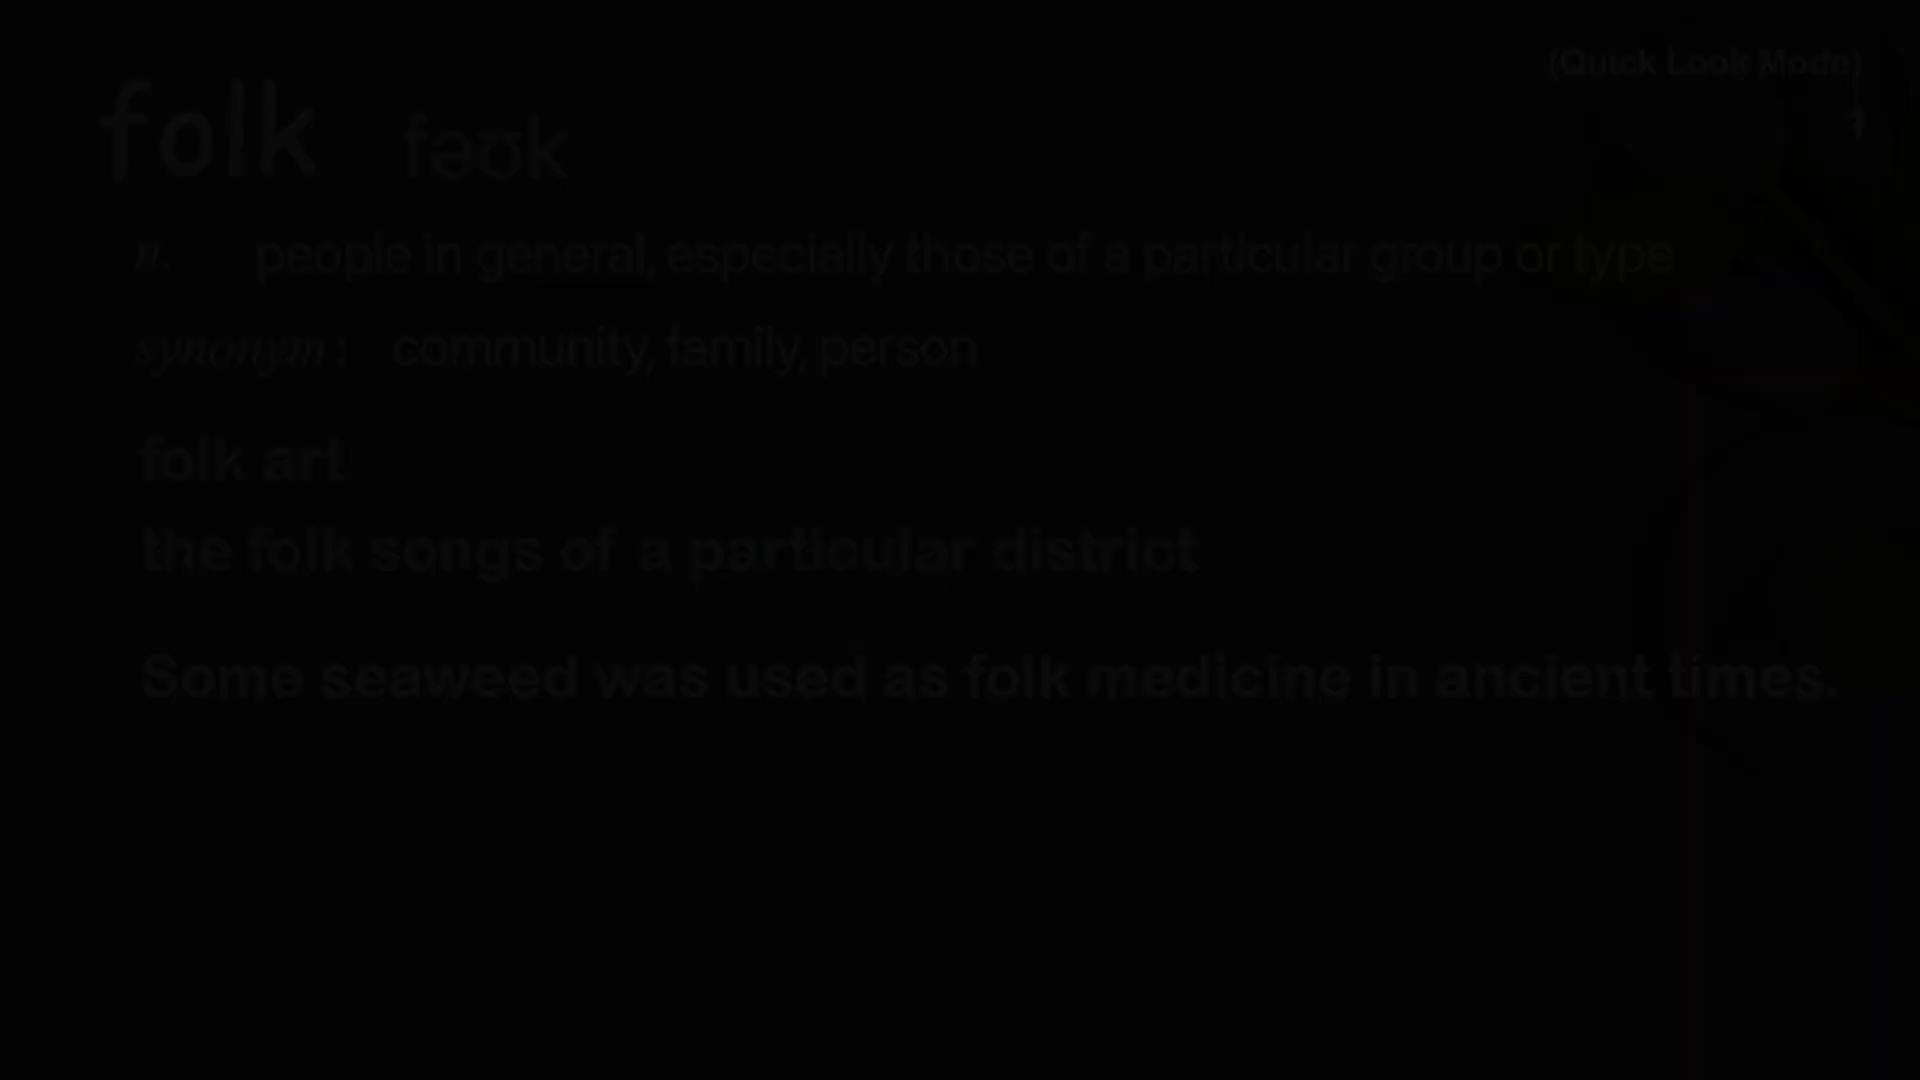 (Quick Look Mode)
folk fəʊk
n. people in general, especially those of a particular group or type
synonym : community, family, person
folk art
the folk songs of a particular district
Some seaweed was used as folk medicine in ancient times.